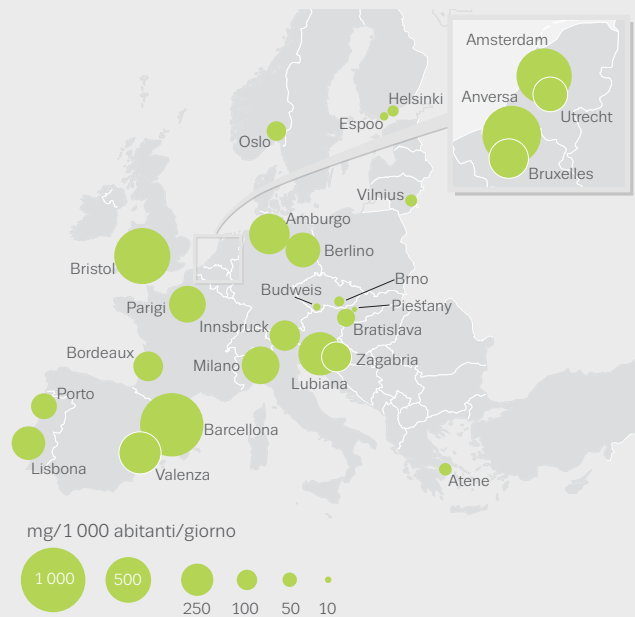 Amsterdam
Anversa
Utrecht
Bruxelles
Helsinki
Espoo
Oslo
Vilnius
Amburgo
Berlino
Bristol
Brno
Budweis
Piešťany
Parigi
Innsbruck
Bratislava
Bordeaux
Milano
Zagabria
Lubiana
Porto
Barcellona
Lisbona
Valenza
Atene
mg/1 000 abitanti/giorno
1 000
500
250
100
50
10